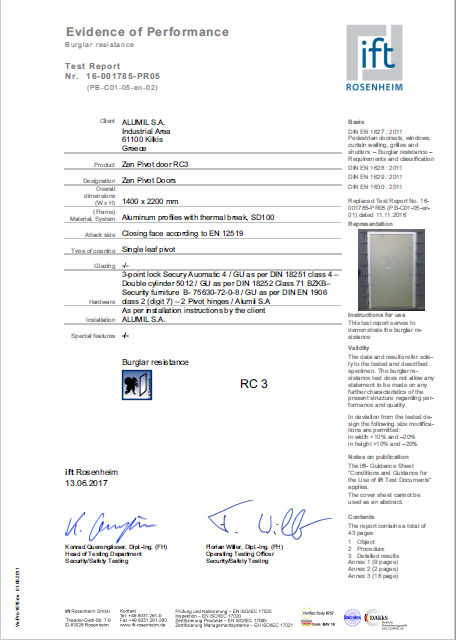 Evidence of Performance
Burglar resistance
Test Report
Nr. 16-001785-PR05
(PB-C01-05-en-02)
ift
ROSENHEIM
Client
ALUMIL S.A.
Industrial Area
61100 Kilkis
Greece
Product
Zen Pivot door RC3
Designation
Zen Pivot Doors
Overall
dimensions
(W x H)
1400 x 2200 mm
(Frame)
Material, System
Aluminum profiles with thermal break, SD100
Attack side
Closing face according to EN 12519
Type of opening
Single leaf pivot
Glazing
-/-
Hardware
3-point lock Secury Auomatic 4 / GU as per DIN 18251 class 4 –
Double cylinder 5012 / GU as per DIN 18252 Class 71 BZKB–
Security furniture B- 75630-72-0-8 / GU as per DIN EN 1906
class 2 (digit 7) – 2 Pivot hinges / Alumil S.A
Installation
As per installation instructions by the client
ALUMIL S.A.
Special features
-/-
Burglar resistance
RC 3
ift Rosenheim
13.06.2017
Konrad Querengässer, Dipl.-Ing. (FH)
Head of Testing Department
Security/Safety Testing
Florian Willer, Dipl.-Ing. (FH)
Operating Testing Officer
Security/Safety Testing
Basis
DIN EN 1627 : 2011
Pedestrian doorsets, windows,
curtain walling, grilles and
shutters – Burglar resistance –
Requirements and classification
DIN EN 1628 : 2011
DIN EN 1629 : 2011
DIN EN 1630 : 2011
Replaced Test Report No. 16-
001785-PR05 (PB-C01-05-en-
01) dated 11.11.2016
Representation
Instructions for use
This test report serves to
demonstrate the burglar re-
sistance
Validity
The data and results refer sole-
ly to the tested and described
specimen. The burglar re-
sistance test does not allow any
statement to be made on any
further characteristics of the
present structure regarding per-
formance and quality.
In deviation from the tested de-
sign the following size modifica-
tions are permitted:
in width +10% and –20%
in height +10% and –20%
Notes on publication
The ift- Guidance Sheet
"Conditions and Guidance for
the Use of ift Test Documents"
applies.
The cover sheet cannot be
used as an abstract.
Contents
The report contains a total of
43 pages
1 Object
2 Procedure
3 Detailed results
Annex 1 (9 pages)
Annex 2 (2 pages)
Annex 3 (18 page)
ift Rosenheim GmbH
Theodor-Gietl-Str. 7-9
D-83026 Rosenheim
Kontakt
Tel. +49.8031.261-0
Fax +49.8031.261-290
www.ift-rosenheim.de
Prüfung und Kalibrierung – EN ISO/IEC 17025
Inspektion – EN ISO/IEC 17020
Zertifizierung Produkte – EN ISO/IEC 17065
Zertifizierung Managementsysteme – EN ISO/IEC 17021
Notified Body 0757
DAkkS